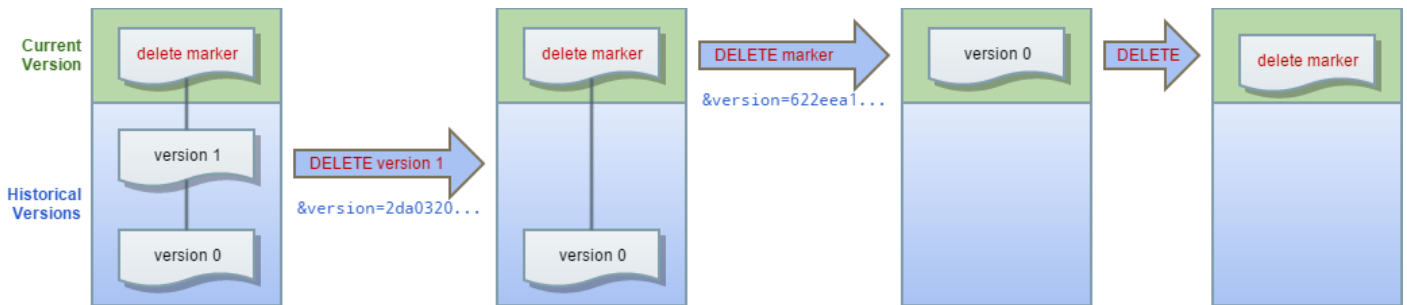 Current
Version
Historical
Versions
delete marker
version 1
version 0
DELETE version 1
&version=2da0320...
delete marker
version 0
DELETE marker
&version=622eea1...
version 0
DELETE
delete marker